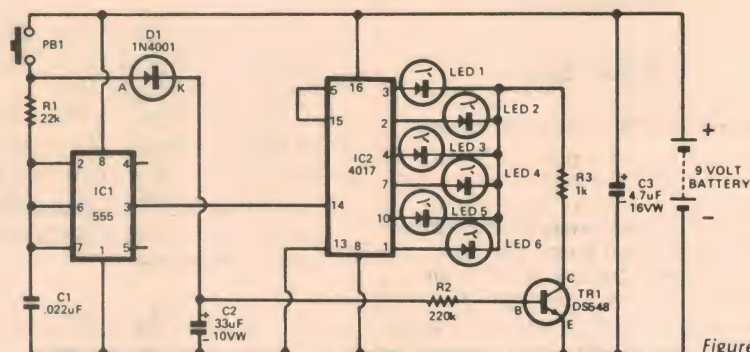 PB1
D1
1N4001
A
K
R1
22k
2
8
4
IC1
6
555
3
7
1
5
C1
.022uF
C2
+
33uF
10VW
−
5
16
3
15
2
IC2
4017
4
7
14
10
13
8
1
LED 1
LED 2
LED 3
LED 4
LED 5
LED 6
R3
1k
R2
220k
B
C
E
TR1
DS548
+
C3
4.7uF
− 16VW
+
9 VOLT
BATTERY
−
Figure